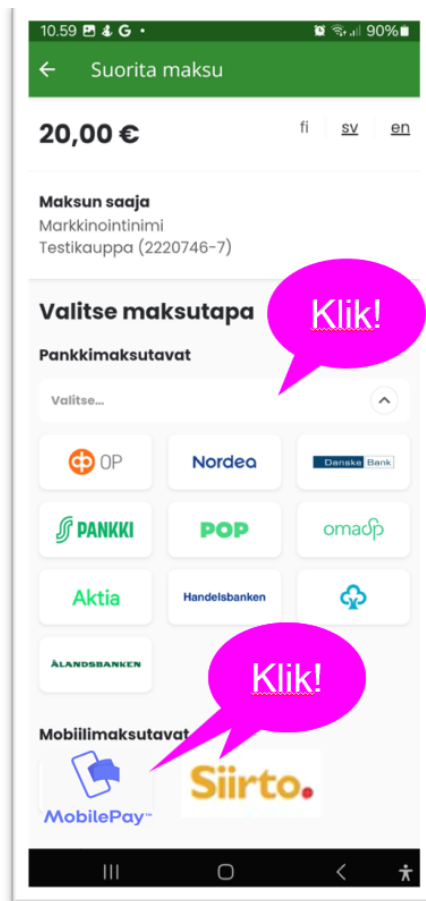 10.59 G • 90%
← Suorita maksu
20,00 €
fi sv en
Maksun saaja
Markkinointinimi
Testikauppa (2220746-7)
Valitse maksutapa
Klik!
Pankkimaksutavat
Valitse...
OP Nordea Danske Bank
S PANKKI POP omasp
Aktia Handelsbanken
ÅLANDSBANKEN
Klik!
Mobiilimaksutavat
MobilePay™
Siirto.